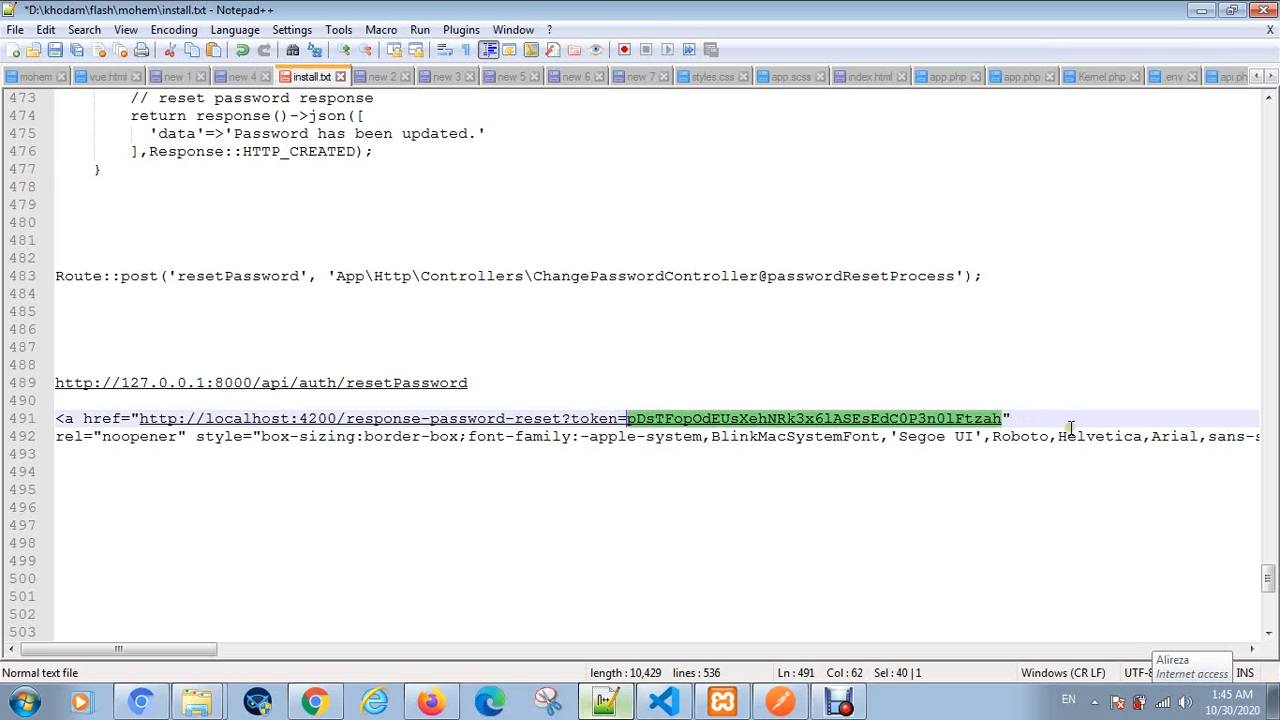 *D:\khodam\flash\mohem\install.txt - Notepad++
File Edit Search View Encoding Language Settings Tools Macro Run Plugins Window ? X
mohem vue.html new 1 new 4 install.txt new 2 new 3 new 5 new 6 new 7 styles.css app.scss index.html app.php app.php Kernel.php .env api.ph
473 // reset password response
474 return response()->json([
475 'data'=>'Password has been updated.'
476 ],Response::HTTP_CREATED);
477 }
478
479
480
481
482
483 Route::post('resetPassword', 'App\Http\Controllers\ChangePasswordController@passwordResetProcess');
484
485
486
487
488
489 http://127.0.0.1:8000/api/auth/resetPassword
490
491 <a href="http://localhost:4200/response-password-reset?token=pDsTFopOdEUsXehNRk3x6lASEsEdC0P3n0lFtzah"
492 rel="noopener" style="box-sizing:border-box;font-family:-apple-system,BlinkMacSystemFont,'Segoe UI',Roboto,Helvetica,Arial,sans-s
493
494
495
496
497
498
499
500
501
502
503
Normal text file length : 10,429 lines : 536 Ln : 491 Col : 62 Sel : 40 | 1 Windows (CR LF) UTF-8 INS
Alireza
Internet access
EN 1:45 AM
10/30/2020